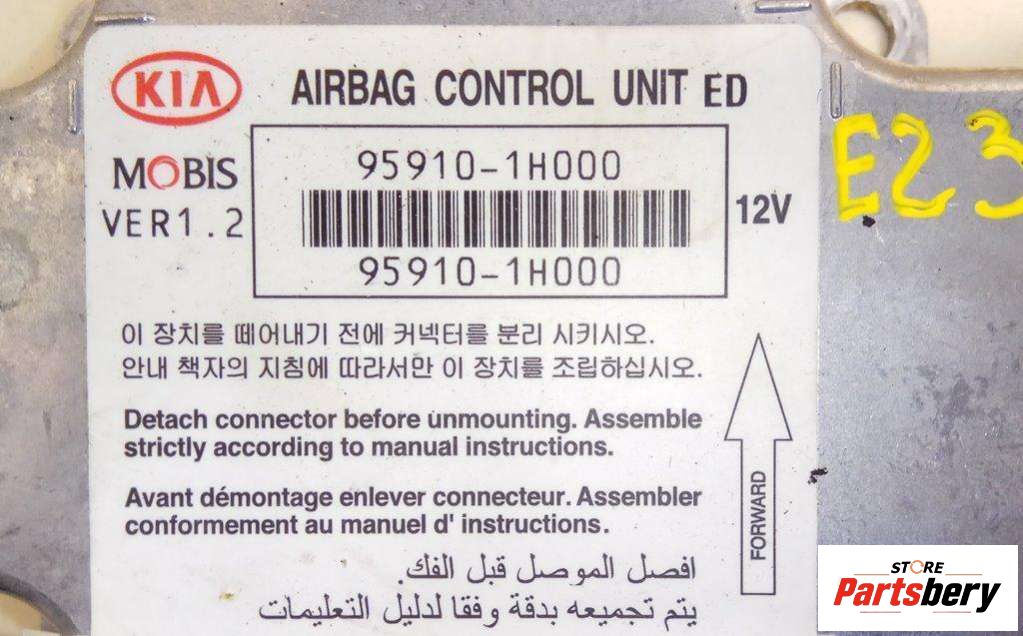 KIA AIRBAG CONTROL UNIT ED
MOBIS
VER1.2
95910-1H000
95910-1H000
12V
E23
이 장치를 떼어내기 전에 커넥터를 분리 시키시오.
안내 책자의 지침에 따라서만 이 장치를 조립하십시오.
Detach connector before unmounting. Assemble
strictly according to manual instructions.
Avant démontage enlever connecteur. Assembler
conformement au manuel d' instructions.
افصل الموصل قبل الفك.
يتم تجميعه بدقة وفقا لدليل التعليمات
FORWARD
STORE
Partsbery